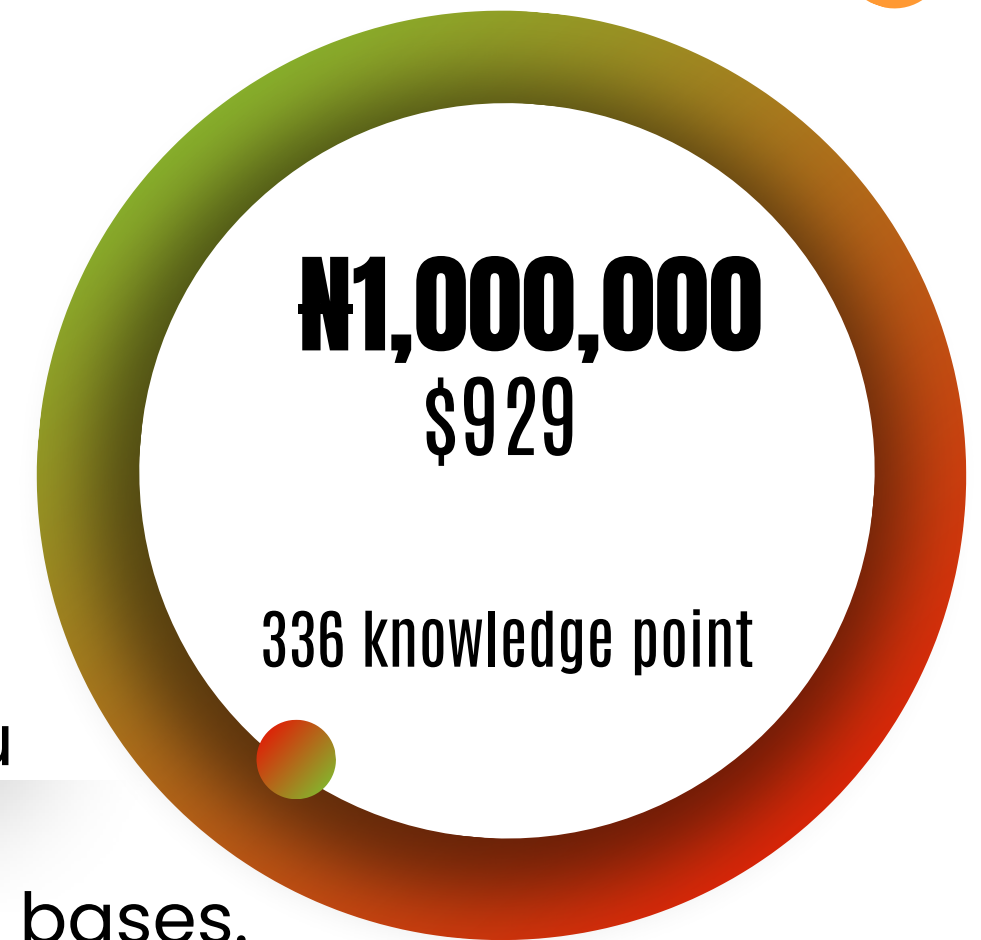 ₦1,000,000
$929
336 knowledge point
bases.